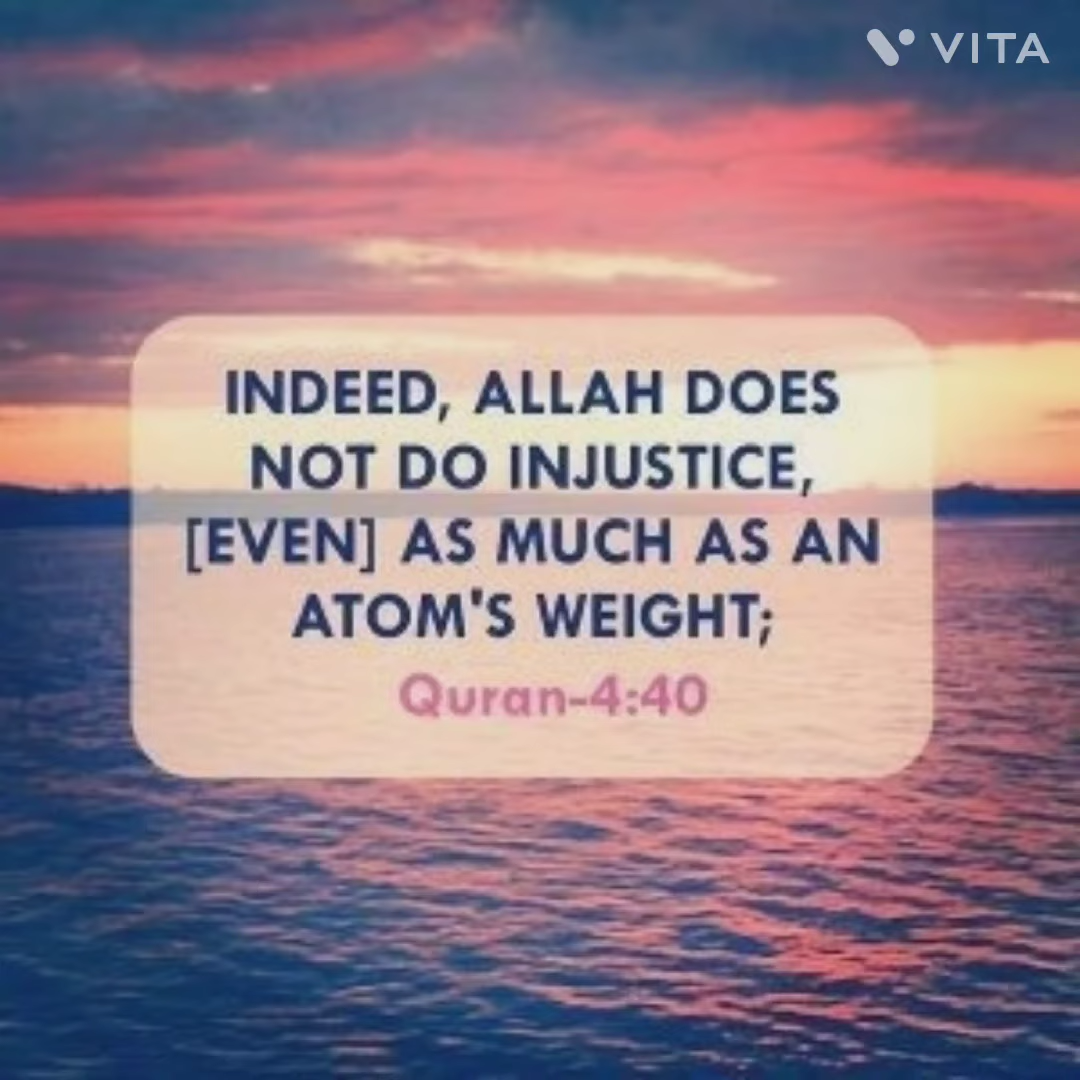 VITA
INDEED, ALLAH DOES
NOT DO INJUSTICE,
[EVEN] AS MUCH AS AN
ATOM'S WEIGHT;
Quran-4:40